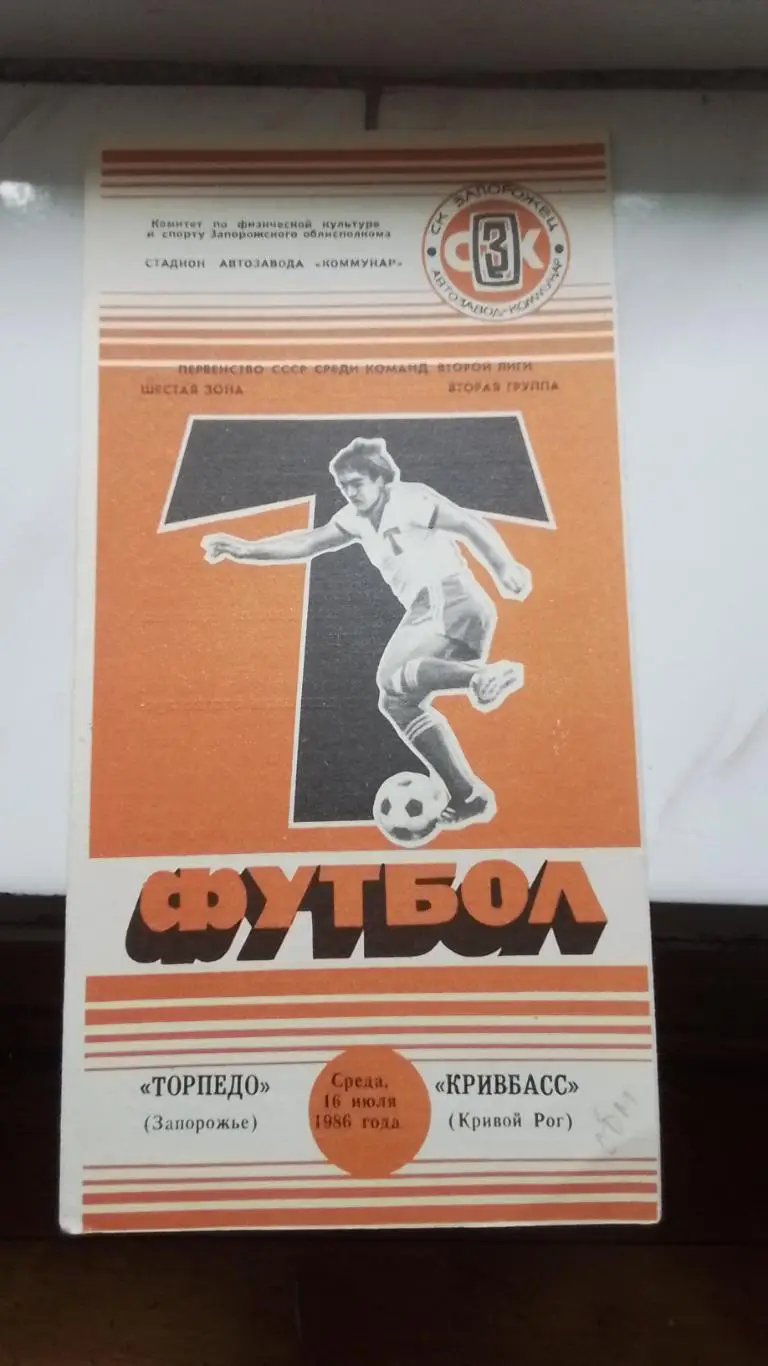 Комитет по физической культуре
и спорту Запорожского облисполкома
СТАДИОН АВТОЗАВОДА «КОММУНАР»
СК ЗАПОРОЖЕЦ
СЗК
АВТОЗАВОД-КОММУНАР
ПЕРВЕНСТВО СССР СРЕДИ КОМАНД ВТОРОЙ ЛИГИ
ШЕСТАЯ ЗОНА ВТОРАЯ ГРУППА
Т
ФУТБОЛ
«ТОРПЕДО»
(Запорожье)
Среда,
16 июля
1986 года
«КРИВБАСС»
(Кривой Рог)